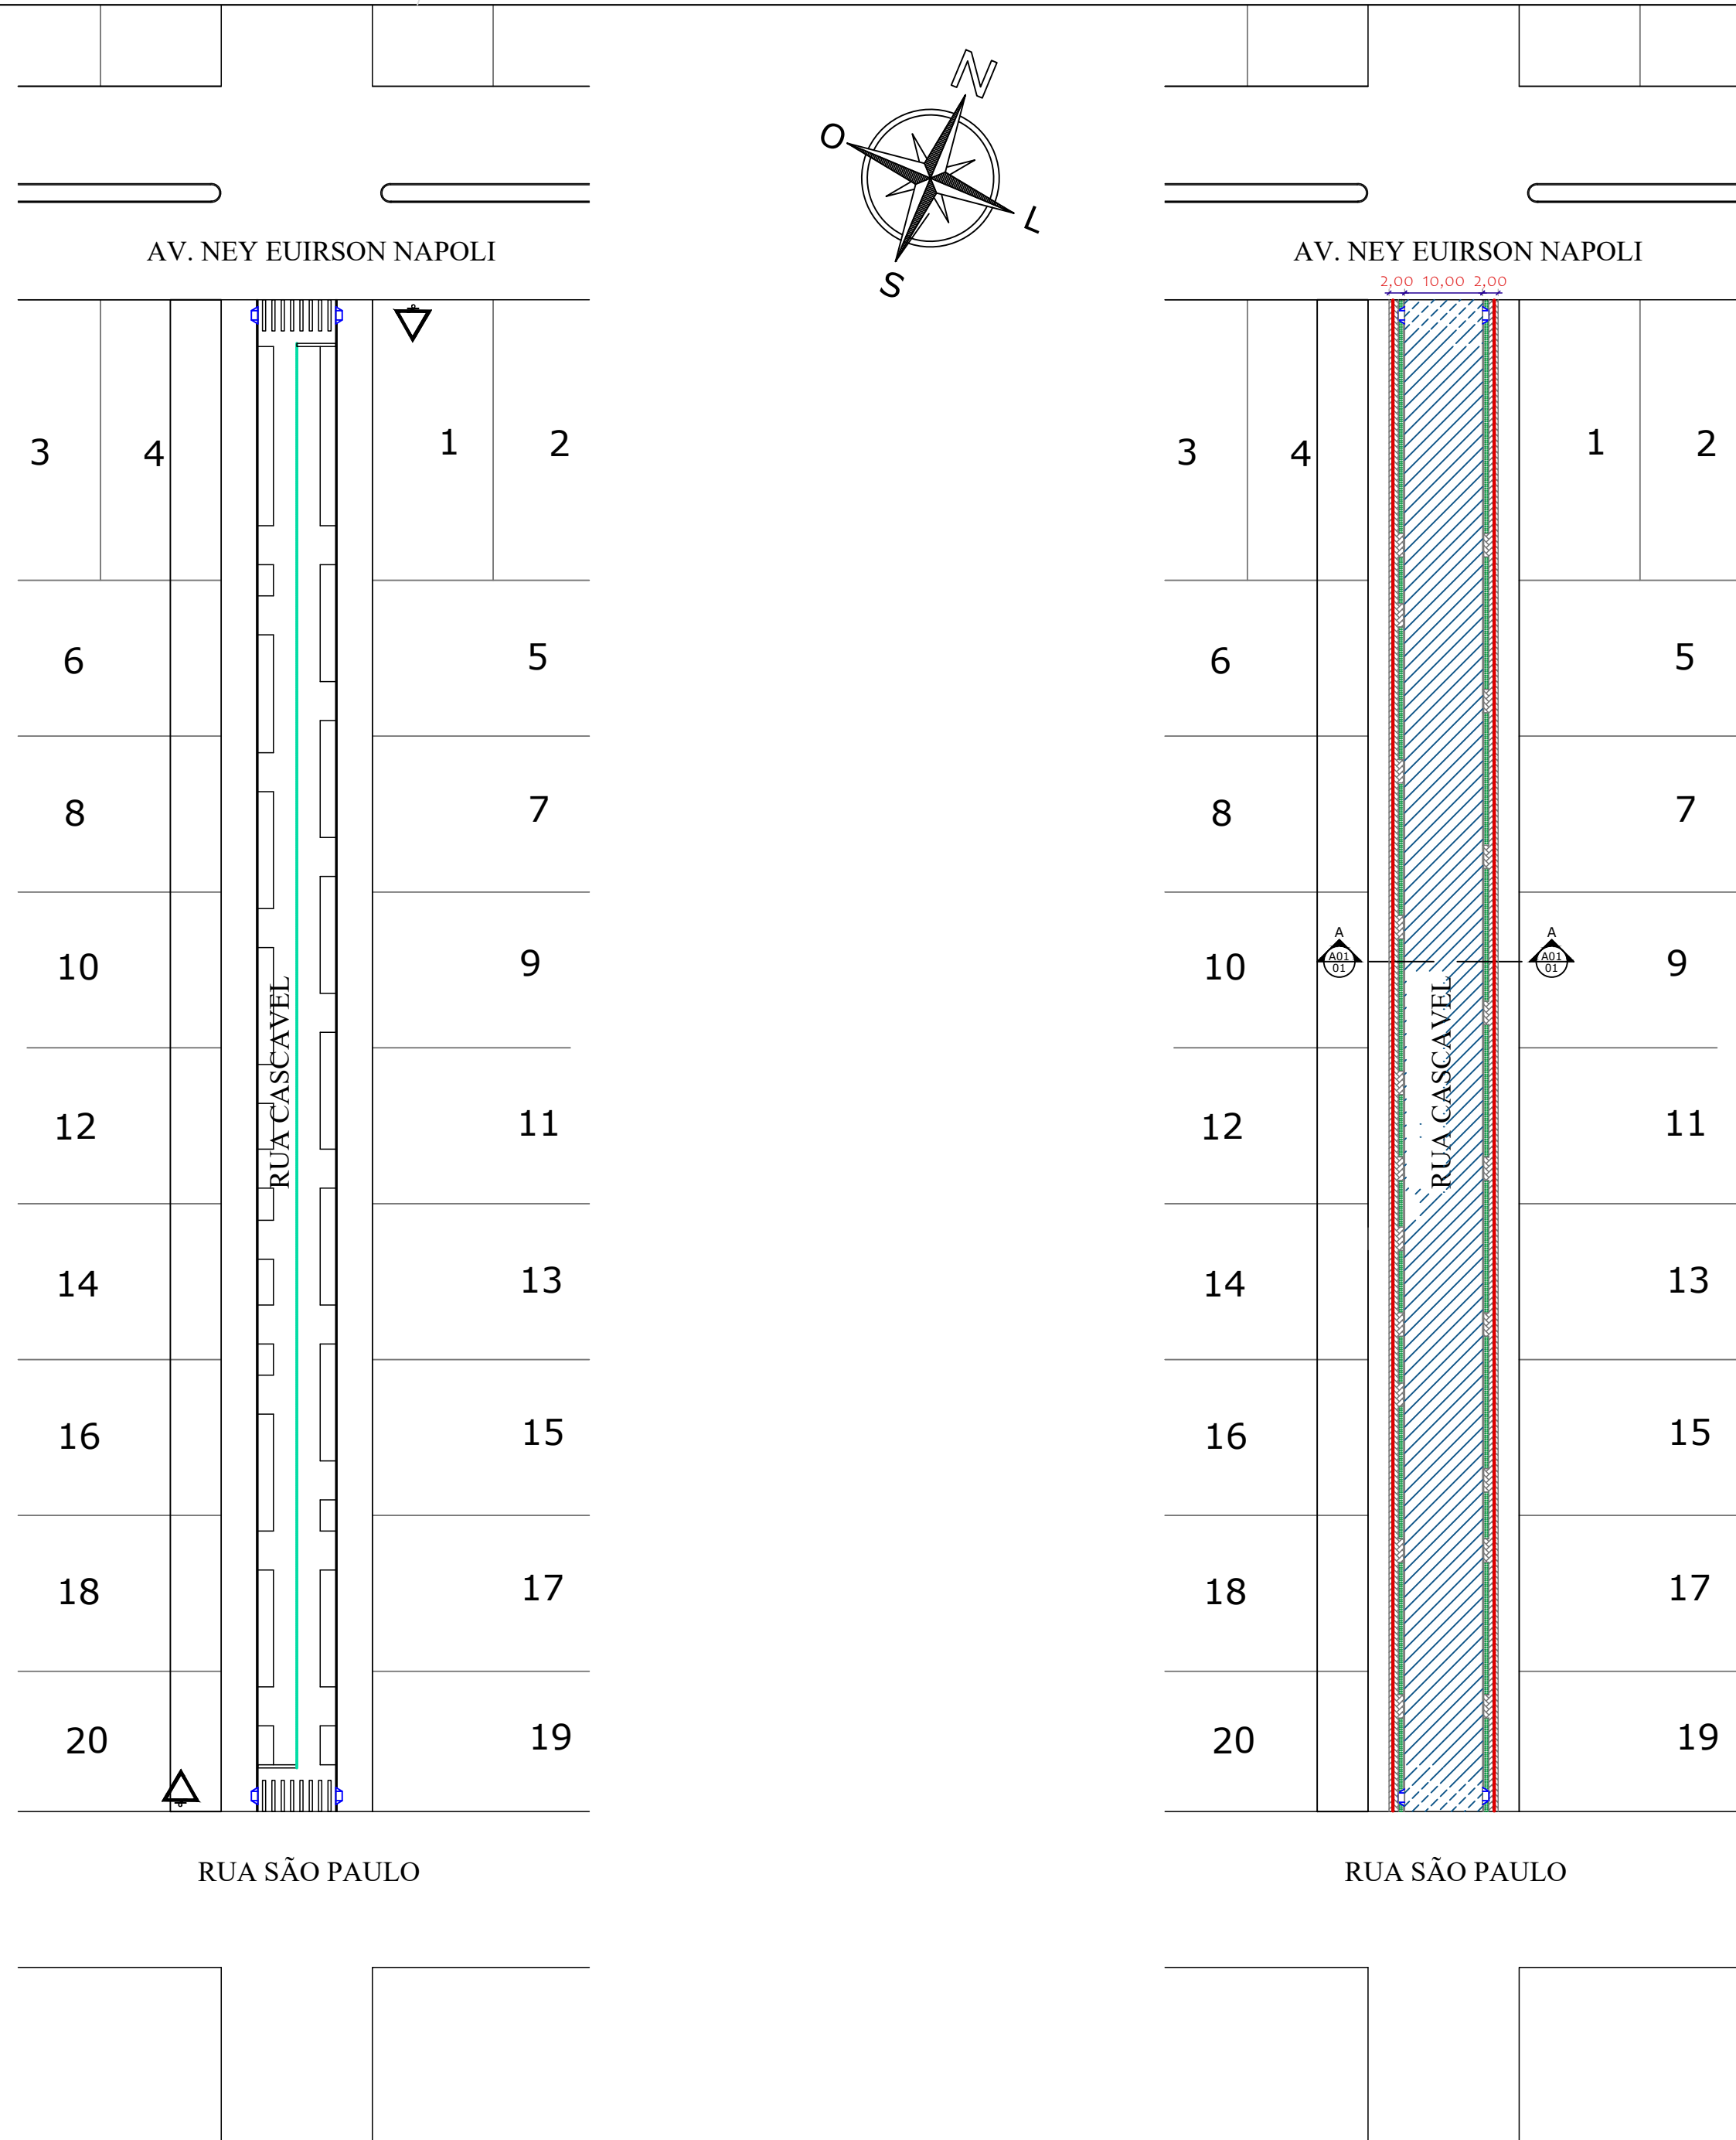 N
O
L
S
AV. NEY EUIRSON NAPOLI
3
4
1
2
6
5
8
7
10
9
12
11
14
13
16
15
18
17
20
19
RUA CASCAVEL
RUA SÃO PAULO
AV. NEY EUIRSON NAPOLI
2,00 10,00 2,00
3
4
1
2
6
5
8
7
A
A01
01
A
A01
01
10
9
12
11
14
13
16
15
18
17
20
19
RUA CASCAVEL
RUA SÃO PAULO